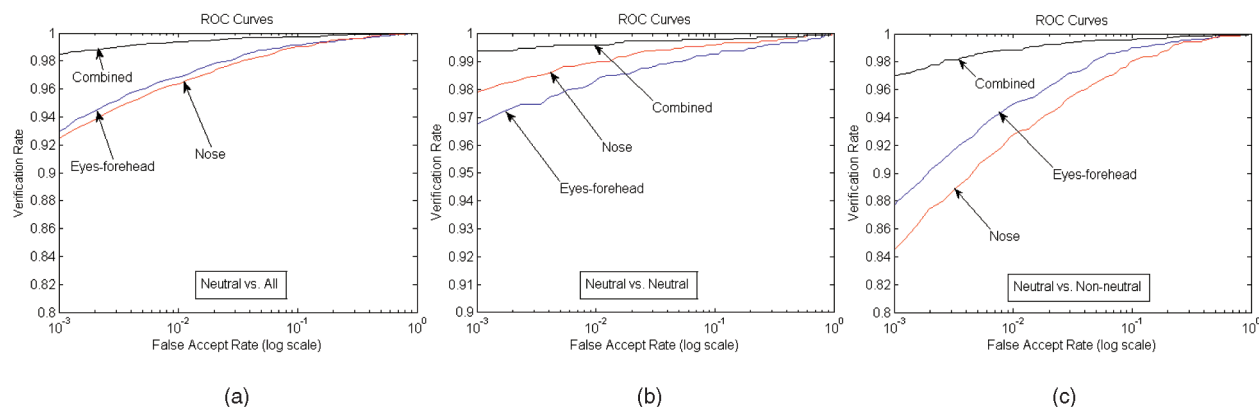 ROC Curves
1
0.98
0.96
0.94
0.92
0.9
0.88
0.86
0.84
0.82
0.8
Verification Rate
Combined
Eyes-forehead
Nose
Neutral vs. All
10^-3
10^-2
10^-1
10^0
False Accept Rate (log scale)
(a)
ROC Curves
1
0.99
0.98
0.97
0.96
0.95
0.94
0.93
0.92
0.91
0.9
Verification Rate
Combined
Nose
Eyes-forehead
Neutral vs. Neutral
10^-3
10^-2
10^-1
10^0
False Accept Rate (log scale)
(b)
ROC Curves
1
0.98
0.96
0.94
0.92
0.9
0.88
0.86
0.84
0.82
0.8
Verification Rate
Combined
Eyes-forehead
Nose
Neutral vs. Non-neutral
10^-3
10^-2
10^-1
10^0
False Accept Rate (log scale)
(c)